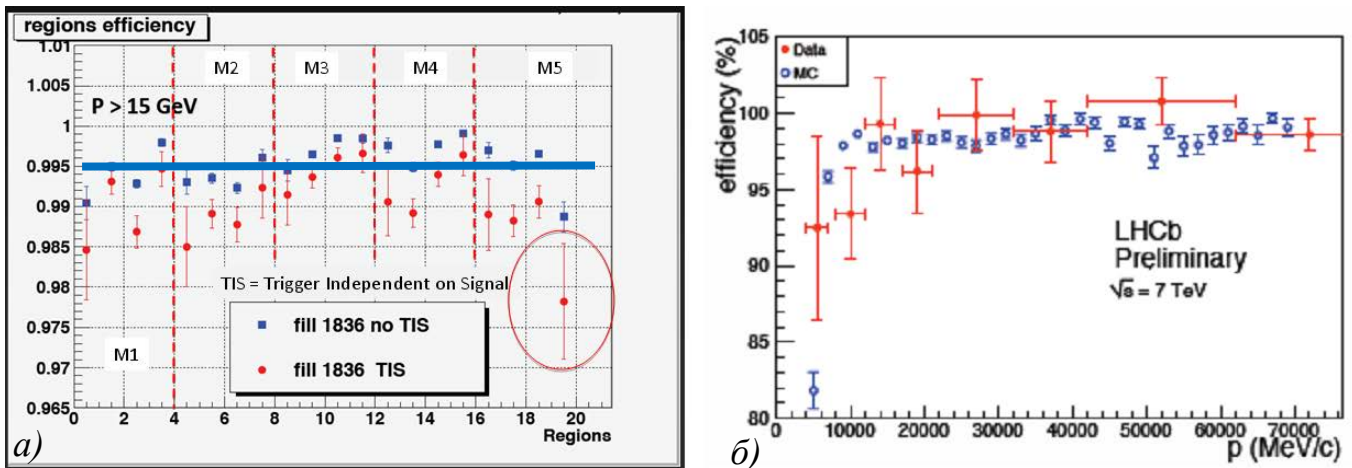 regions efficiency
1.01
1.005
1
0.995
0.99
0.985
0.98
0.975
0.97
0.965
M2
M3
M4
M5
P > 15 GeV
TIS = Trigger Independent on Signal
fill 1836 no TIS
fill 1836 TIS
M1
0 2 4 6 8 10 12 14 16 18 20
Regions
а)
efficiency (%)
105
100
95
90
85
80
Data
MC
LHCb
Preliminary
√s = 7 TeV
0 10000 20000 30000 40000 50000 60000 70000
p (MeV/c)
б)